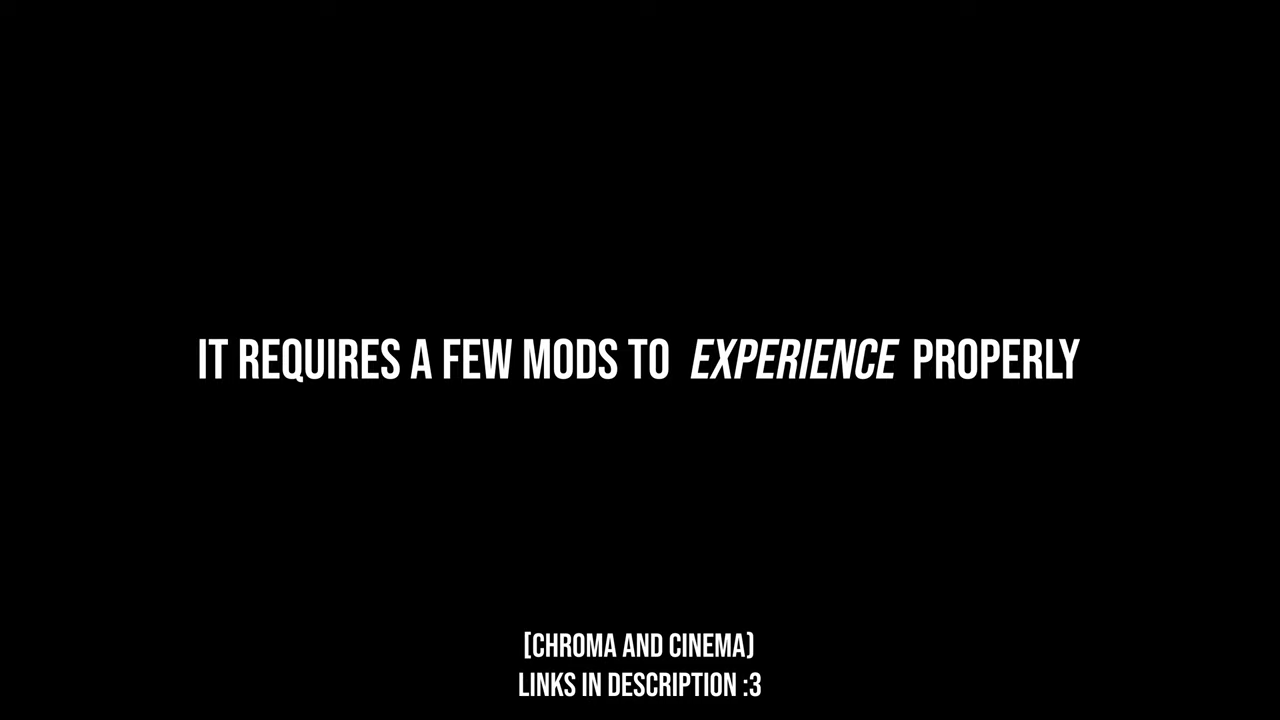 IT REQUIRES A FEW MODS TO EXPERIENCE PROPERLY
[CHROMA AND CINEMA)
LINKS IN DESCRIPTION :3